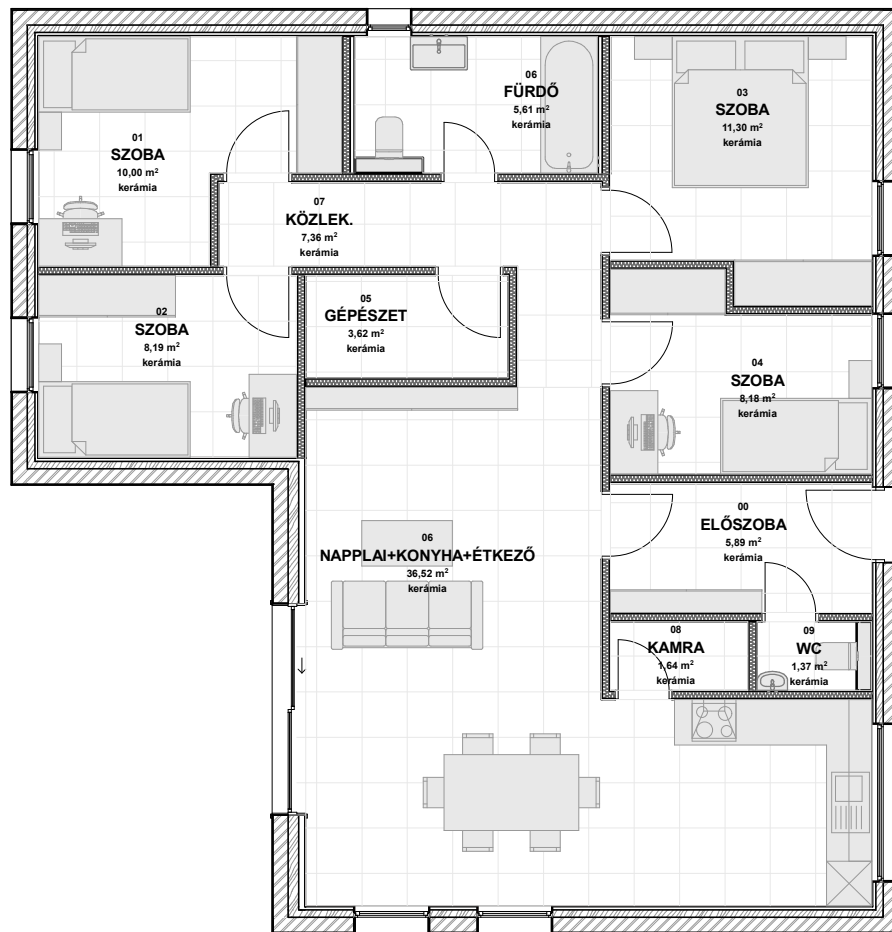 01
SZOBA
10,00 m²
kerámia
06
FÜRDŐ
5,61 m²
kerámia
03
SZOBA
11,30 m²
kerámia
07
KÖZLEK.
7,36 m²
kerámia
02
SZOBA
8,19 m²
kerámia
05
GÉPÉSZET
3,62 m²
kerámia
04
SZOBA
8,18 m²
kerámia
00
ELŐSZOBA
5,89 m²
kerámia
06
NAPPLAI+KONYHA+ÉTKEZŐ
36,52 m²
kerámia
08
KAMRA
1,64 m²
kerámia
09
WC
1,37 m²
kerámia